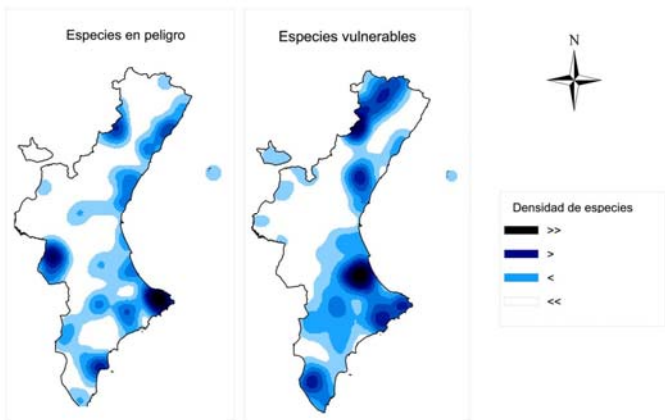 Especies en peligro
Especies vulnerables
N
Densidad de especies
>>
>
<
<<